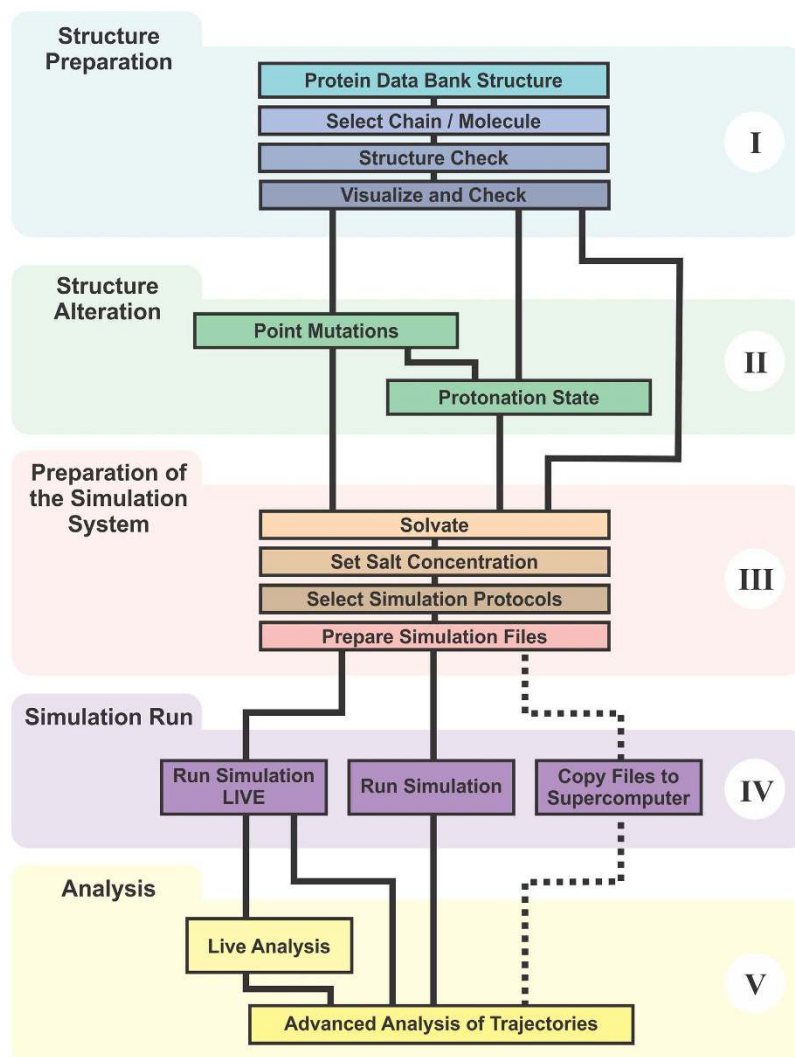 Structure
Preparation
Protein Data Bank Structure
Select Chain / Molecule
Structure Check
Visualize and Check
I
Structure
Alteration
Point Mutations
Protonation State
II
Preparation of
the Simulation
System
Solvate
Set Salt Concentration
Select Simulation Protocols
Prepare Simulation Files
III
Simulation Run
Run Simulation
LIVE
Run Simulation
Copy Files to
Supercomputer
IV
Analysis
Live Analysis
Advanced Analysis of Trajectories
V